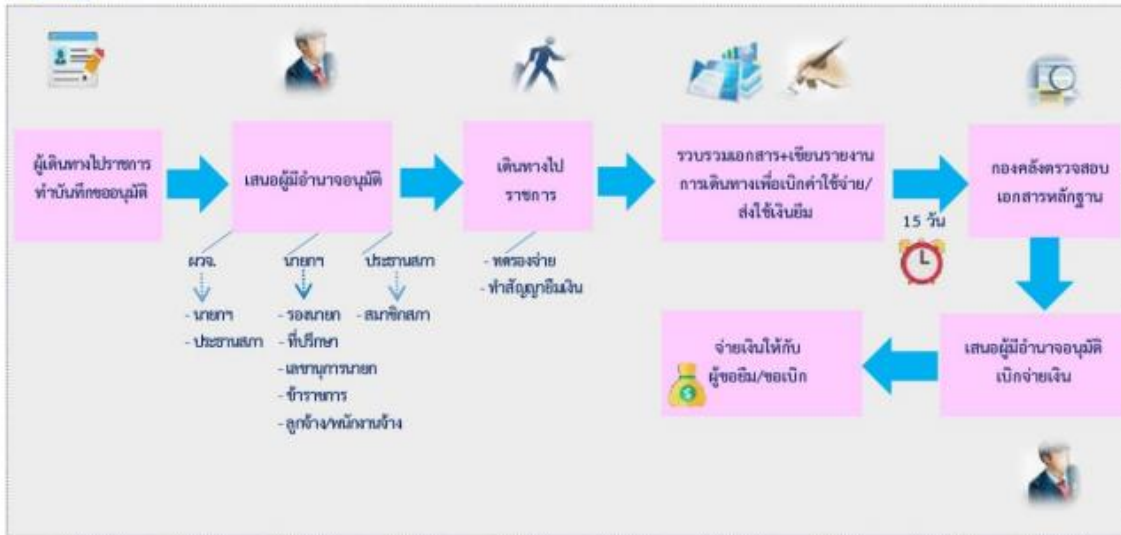 ผู้เดินทางไปราชการ
ทำบันทึกขออนุมัติ
เสนอผู้มีอำนาจอนุมัติ
ผวจ.
- นายกฯ
- ประธานสภา
นายกฯ
- รองนายก
- ที่ปรึกษา
- เลขานุการนายก
- ข้าราชการ
- ลูกจ้าง/พนักงานจ้าง
ประธานสภา
- สมาชิกสภา
เดินทางไป
ราชการ
- ทดรองจ่าย
- ทำสัญญายืมเงิน
รวบรวมเอกสาร+เขียนรายงาน
การเดินทางเพื่อเบิกค่าใช้จ่าย/
ส่งใช้เงินยืม
15 วัน
กองคลังตรวจสอบ
เอกสารหลักฐาน
เสนอผู้มีอำนาจอนุมัติ
เบิกจ่ายเงิน
จ่ายเงินให้กับ
ผู้ขอยืม/ขอเบิก